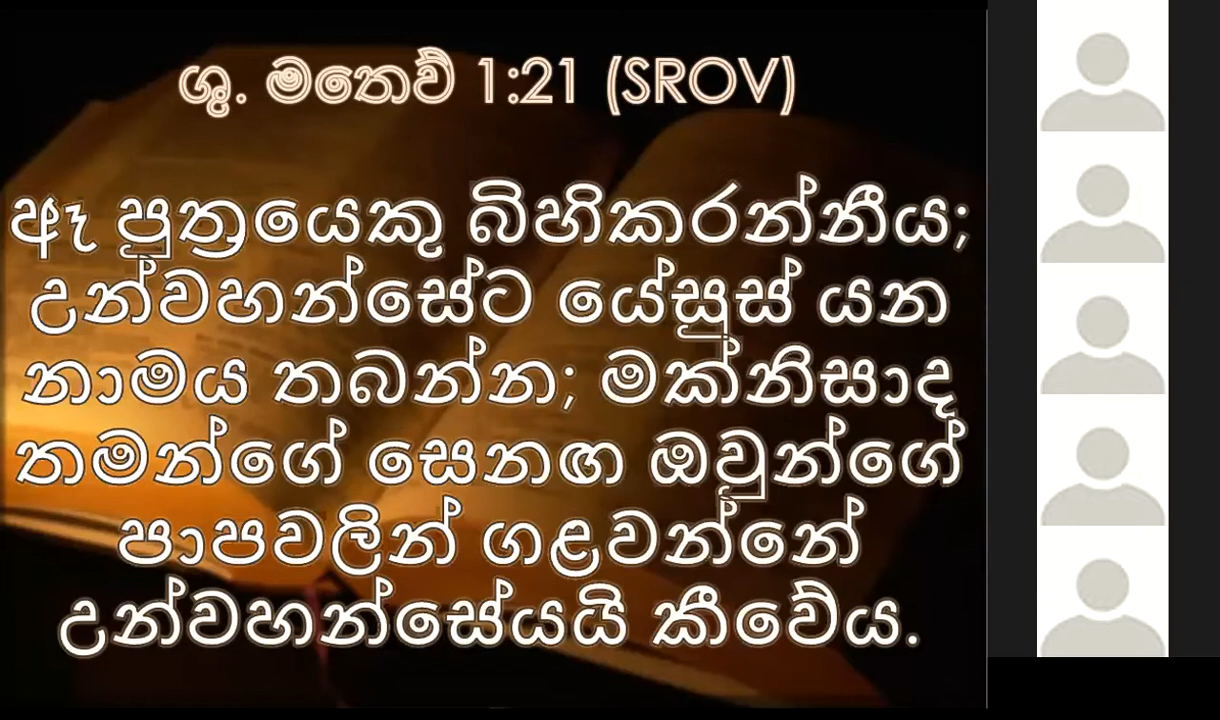 ශු. මතෙව් 1:21 (SROV)
ඈ පුත්‍රයෙකු බිහිකරන්නීය;
උන්වහන්සේට යේසුස් යන
නාමය තබන්න; මක්නිසාද
තමන්ගේ සෙනඟ ඔවුන්ගේ
පාපවලින් ගළවන්නේ
උන්වහන්සේයයි කීවේය.